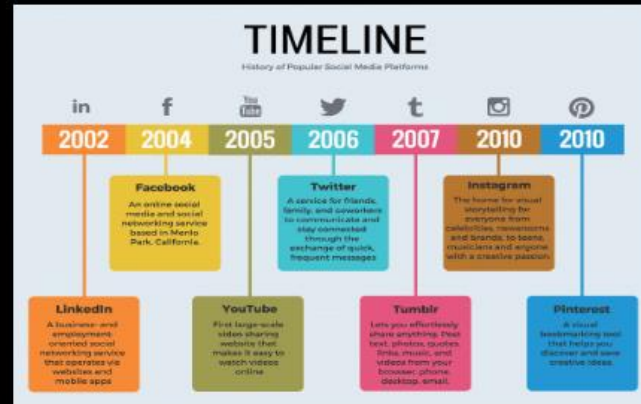 TIMELINE
History of Popular Social Media Platforms
in
f
You
Tube
t
2002
2004
2005
2006
2007
2010
2010
Facebook
An online social
media and social
networking service
based in Menlo
Park, California.
Twitter
A service for friends,
family, and coworkers
to communicate and
stay connected
through the
exchange of quick,
frequent messages
Instagram
The home for visual
storytelling for
everyone from
celebrities, newsrooms
and brands, to teens,
musicians and anyone
with a creative passion.
LinkedIn
A business- and
employment-
oriented social
networking service
that operates via
websites and
mobile apps
YouTube
First large-scale
video sharing
website that
makes it easy to
watch videos
online
Tumblr
Lets you effortlessly
share anything. Post
text, photos, quotes,
links, music, and
videos from your
browser, phone,
desktop, email.
Pinterest
A visual
bookmarking tool
that helps you
discover and save
creative ideas.